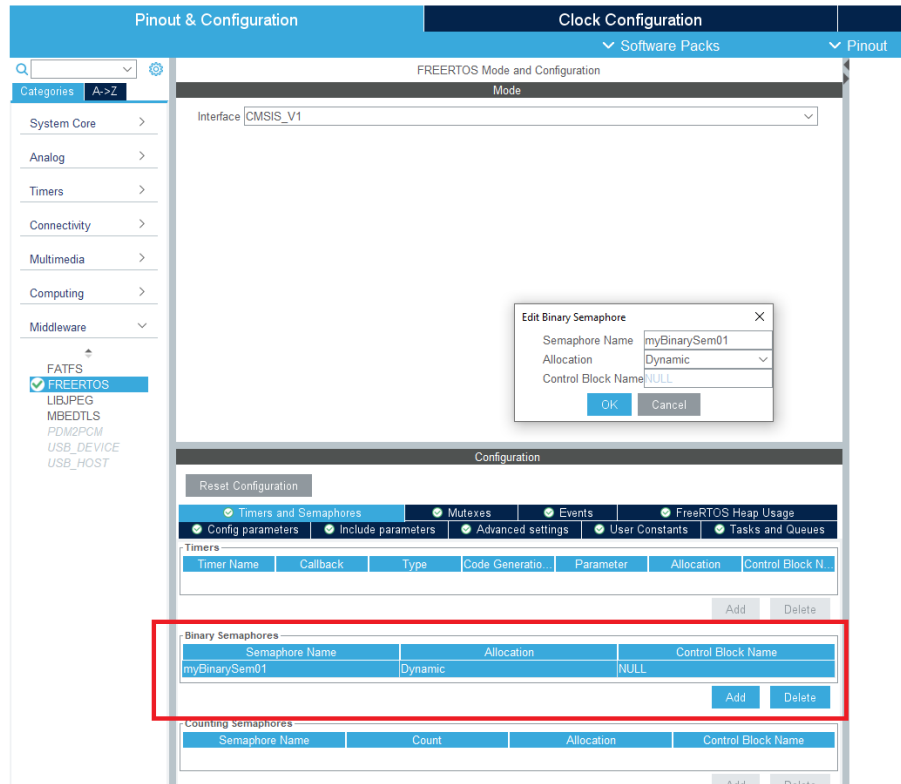 Pinout & Configuration
Clock Configuration
Software Packs
Pinout
Categories
A->Z
System Core
Analog
Timers
Connectivity
Multimedia
Computing
Middleware
FATFS
FREERTOS
LIBJPEG
MBEDTLS
PDM2PCM
USB_DEVICE
USB_HOST
FREERTOS Mode and Configuration
Mode
Interface CMSIS_V1
Edit Binary Semaphore
Semaphore Name myBinarySem01
Allocation Dynamic
Control Block Name NULL
OK Cancel
Configuration
Reset Configuration
Timers and Semaphores Mutexes Events FreeRTOS Heap Usage
Config parameters Include parameters Advanced settings User Constants Tasks and Queues
Timers
Timer Name Callback Type Code Generatio... Parameter Allocation Control Block N...
Add Delete
Binary Semaphores
Semaphore Name Allocation Control Block Name
myBinarySem01 Dynamic NULL
Add Delete
Counting Semaphores
Semaphore Name Count Allocation Control Block Name
Add Delete